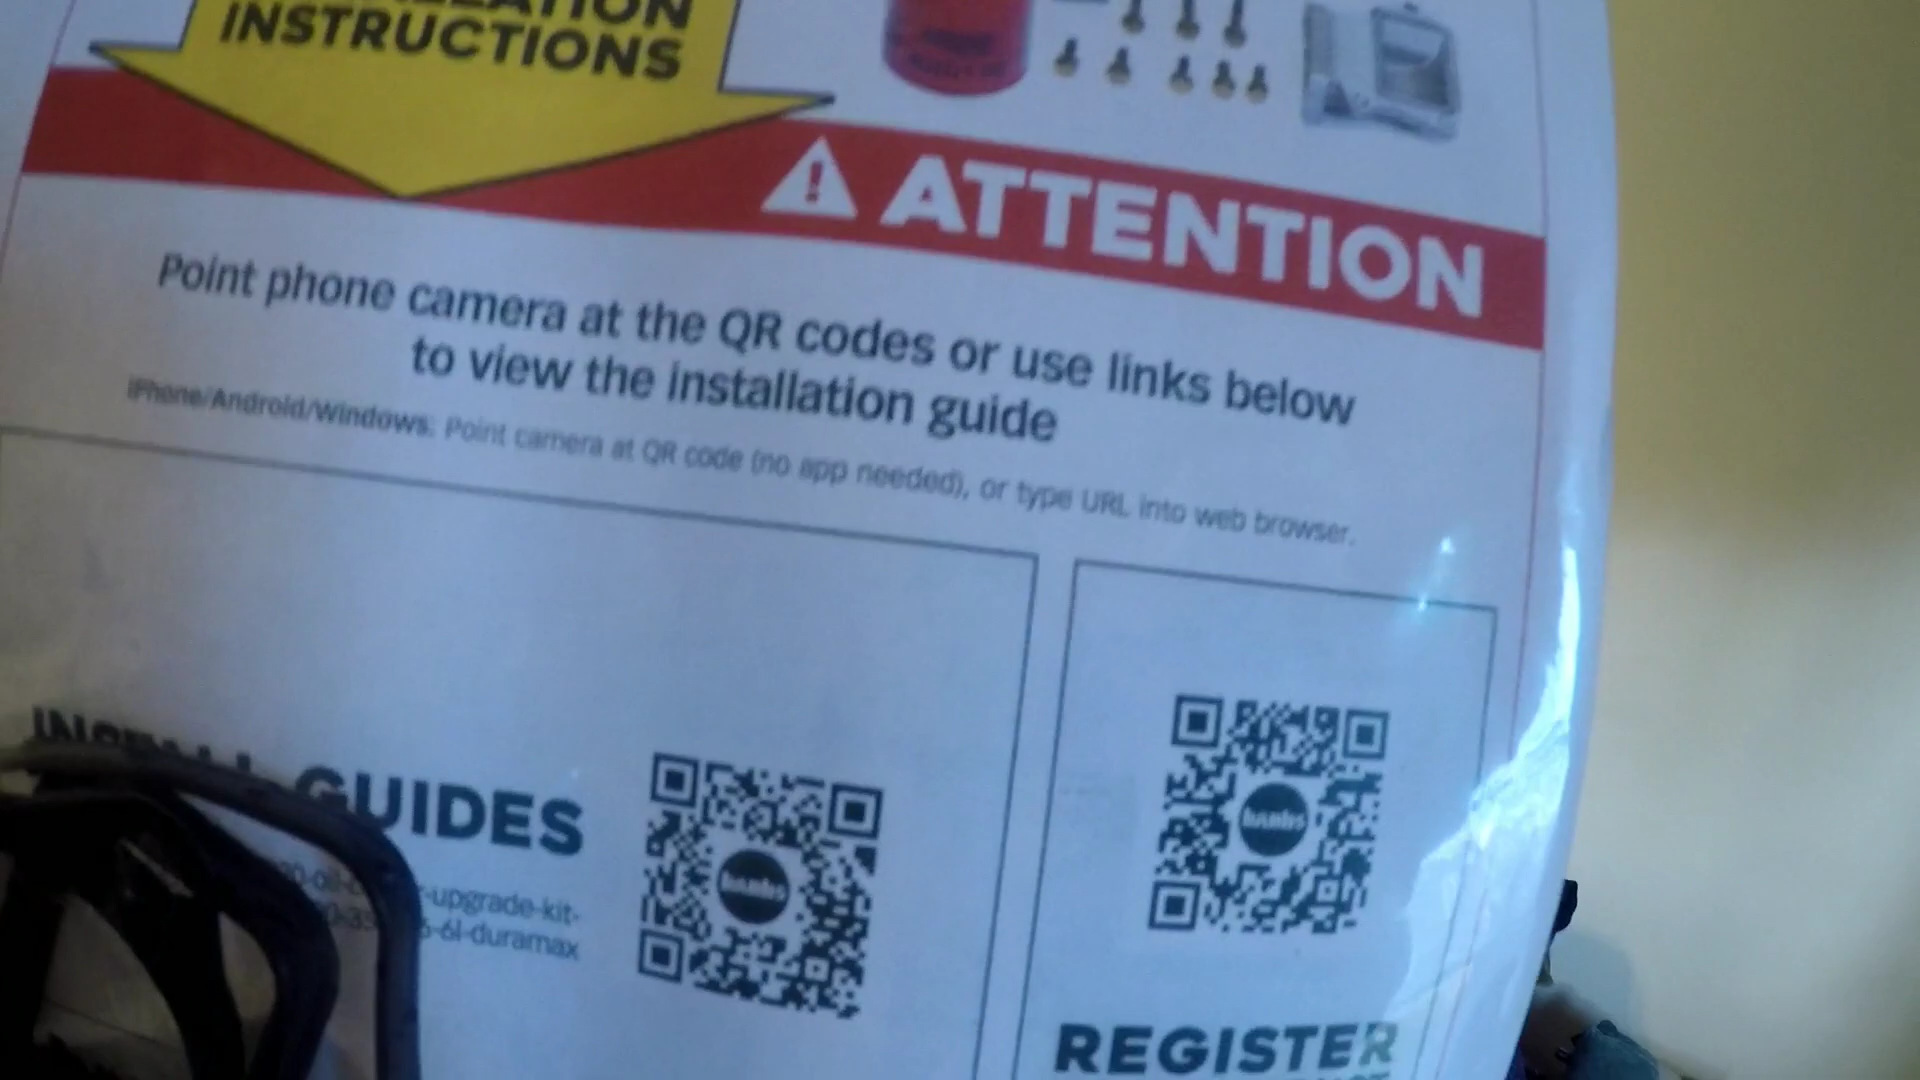 INSTRUCTIONS
ATTENTION
Point phone camera at the QR codes or use links below
to view the installation guide
iPhone/Android/Windows: Point camera at QR code (no app needed), or type URL into web browser.
INSTALL GUIDES
-upgrade-kit-
6-6l-duramax
banks
banks
REGISTER